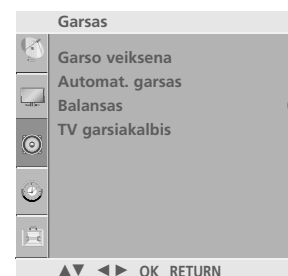 Garsas
Garso veiksena
Automat. garsas
Balansas
TV garsiakalbis
▲▼ ◄► OK RETURN